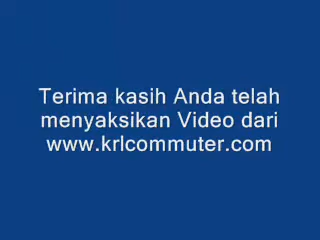 Terima kasih Anda telah
menyaksikan Video dari
www.krlcommuter.com